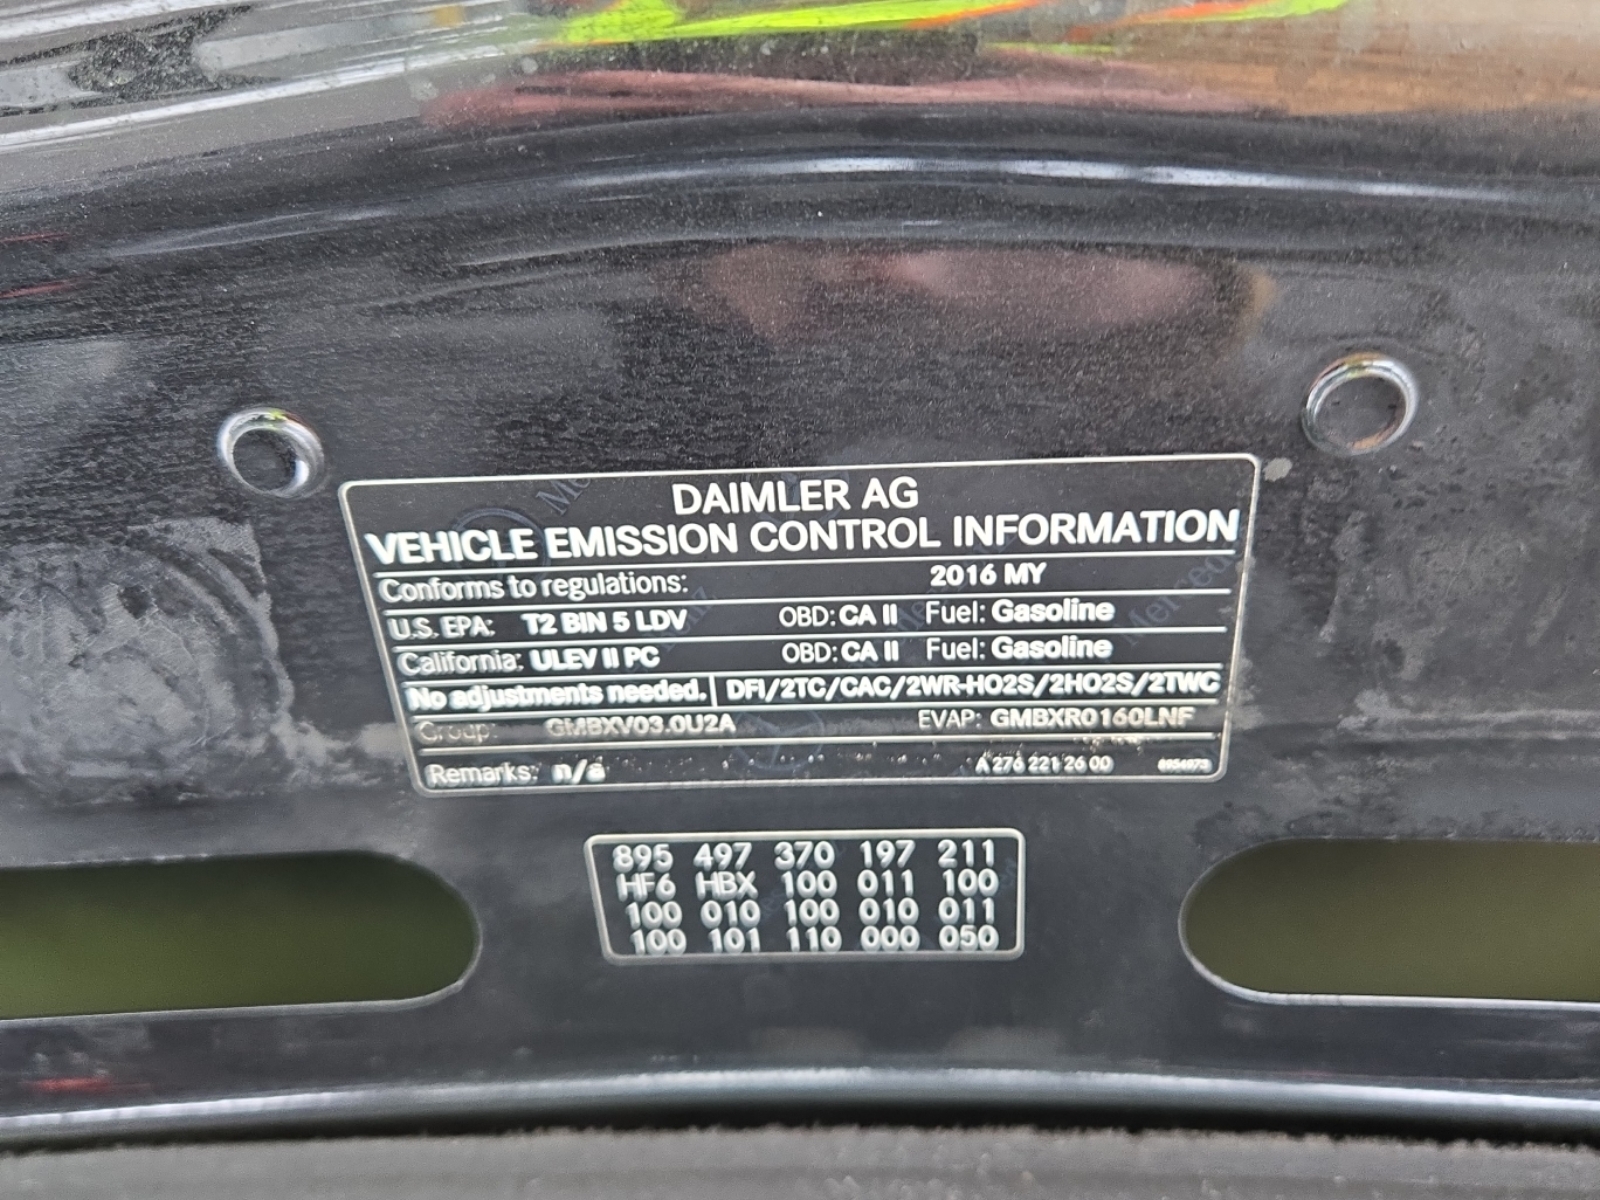 DAIMLER AG
VEHICLE EMISSION CONTROL INFORMATION
Conforms to regulations: 2016 MY
U.S. EPA: T2 BIN 5 LDV OBD: CA II Fuel: Gasoline
California: ULEV II PC OBD: CA II Fuel: Gasoline
No adjustments needed. DFI/2TC/CAC/2WR-HO2S/2HO2S/2TWC
Group: GMBXV03.0U2A EVAP: GMBXR0160LNF
Remarks: n/a A 276 221 26 00
895 497 370 197 211
HF6 HBX 100 011 100
100 010 100 010 011
100 101 110 000 050